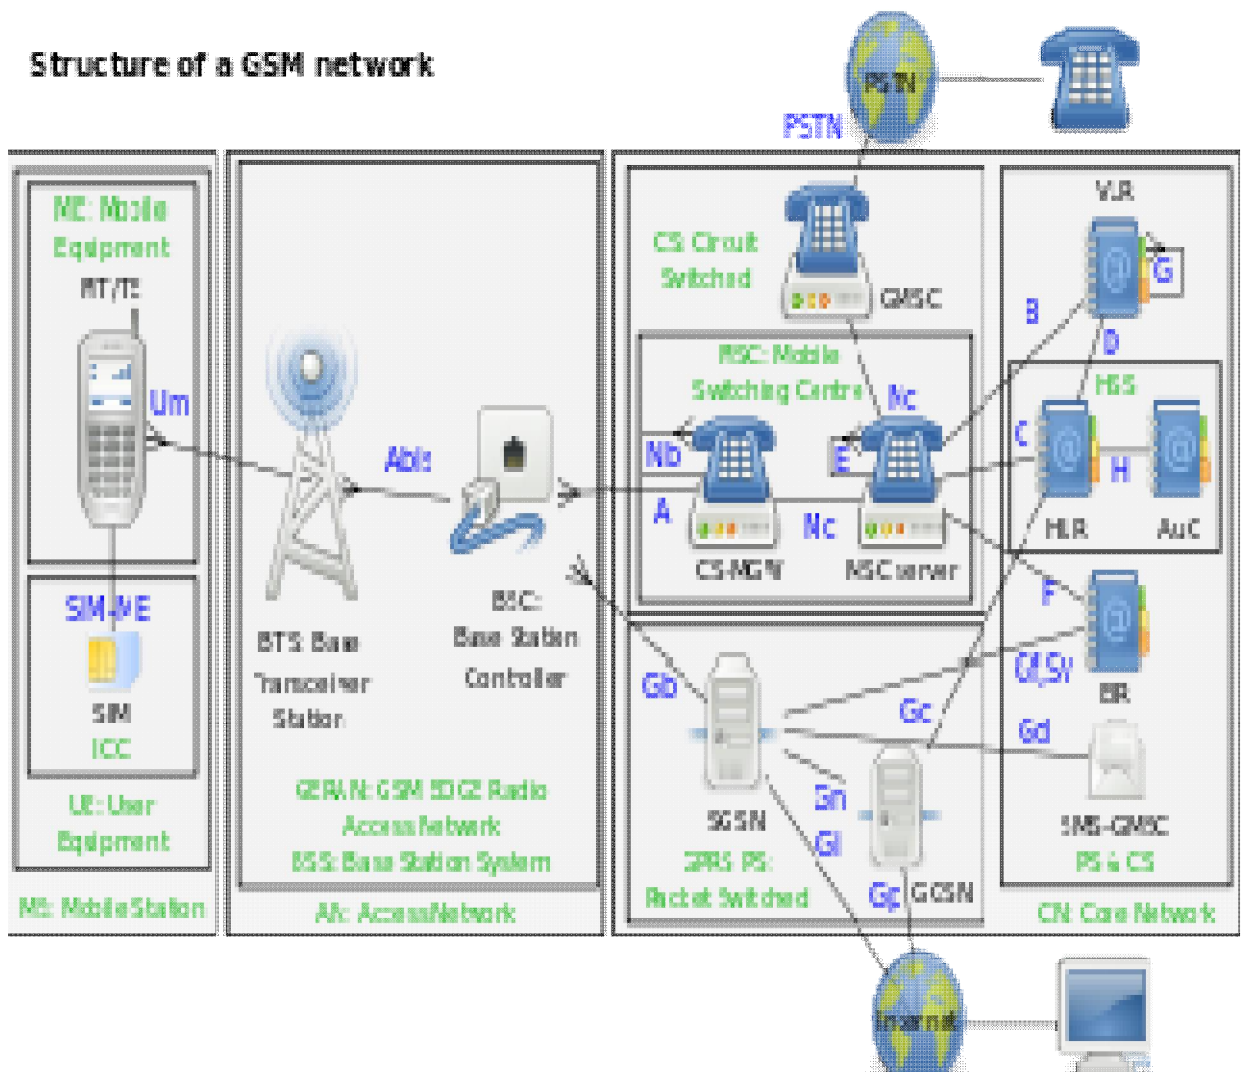 Structure of a GSM network
PSTN
PSTN
ME: Mobile
Equipment
MT/TE
Um
SIM-ME
SIM
ICC
UE: User
Equipment
MS: Mobile Station
Abis
BTS: Base
Transceiver
Station
BSC:
Base Station
Controller
GERAN: GSM EDGE Radio
Access Network
BSS: Base Station System
AN: Access Network
CS: Circuit
Switched
GMSC
MSC: Mobile
Switching Centre
Nc
Nb
E
A
Nc
CS-MGW
MSC server
VLR
G
B
D
HSS
C
H
HLR
AuC
F
EIR
Gb
Gc
Gd
Gn
SGSN
GPRS PS:
Packet Switched
Gp
SMS-GMSC
PS & CS
CN: Core Network
Internet